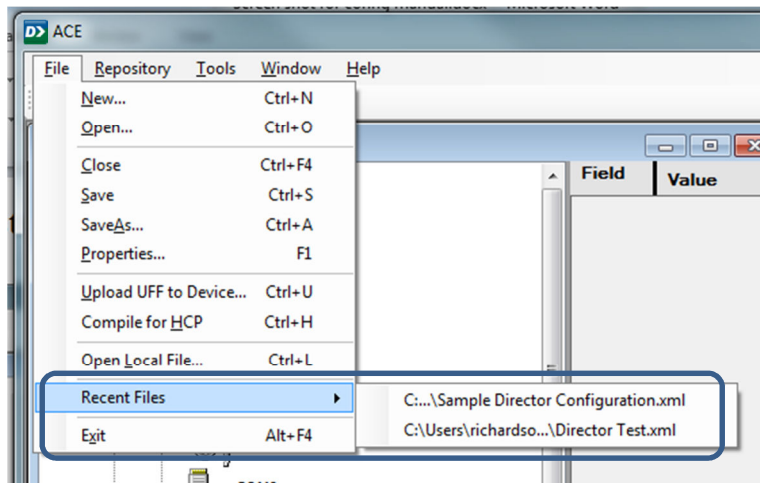 ACE
File Repository Tools Window Help
New... Ctrl+N
Open... Ctrl+O
Close Ctrl+F4
Save Ctrl+S
SaveAs... Ctrl+A
Properties... F1
Upload UFF to Device... Ctrl+U
Compile for HCP Ctrl+H
Open Local File... Ctrl+L
Recent Files
Exit Alt+F4
C:...\Sample Director Configuration.xml
C:\Users\richardso...\Director Test.xml
Field Value